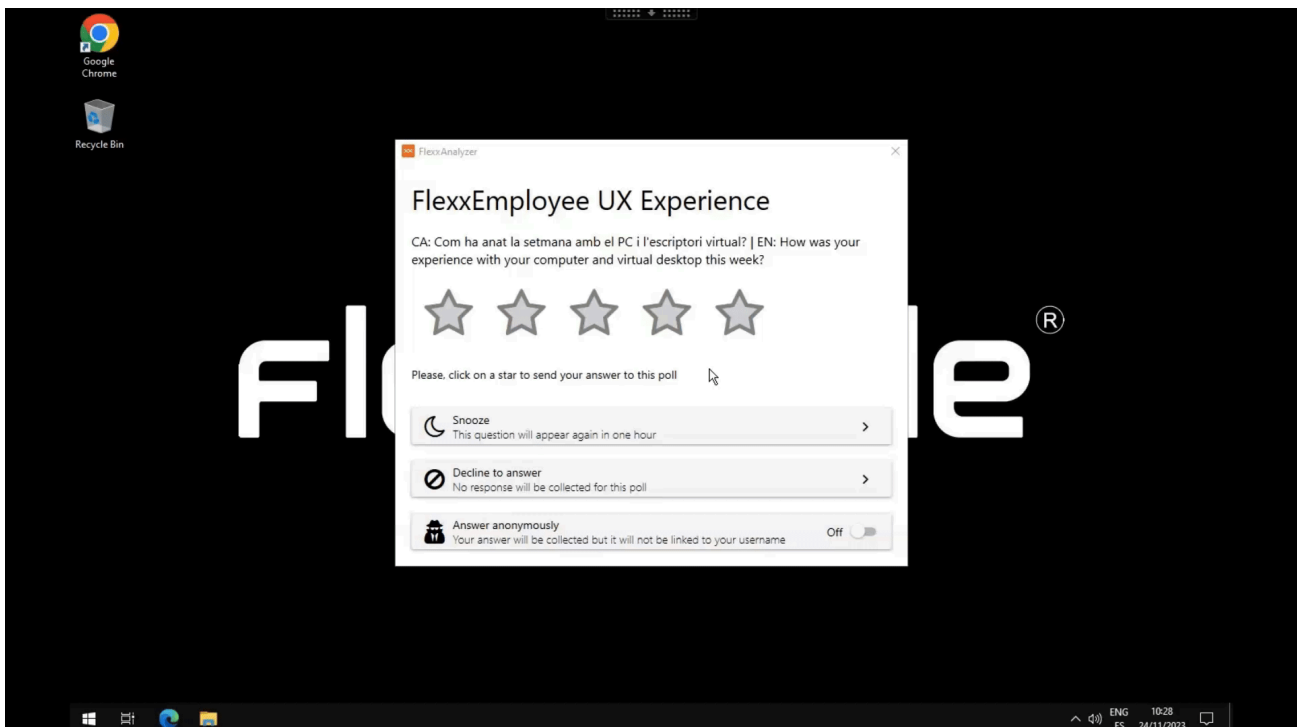 Google
Chrome
Recycle Bin
FlexxAnalyzer
FlexxEmployee UX Experience
CA: Com ha anat la setmana amb el PC i l'escriptori virtual? | EN: How was your
experience with your computer and virtual desktop this week?
®
Please, click on a star to send your answer to this poll
Snooze
This question will appear again in one hour
Decline to answer
No response will be collected for this poll
Answer anonymously
Your answer will be collected but it will not be linked to your username
Off
ENG
ES
10:28
24/11/2023